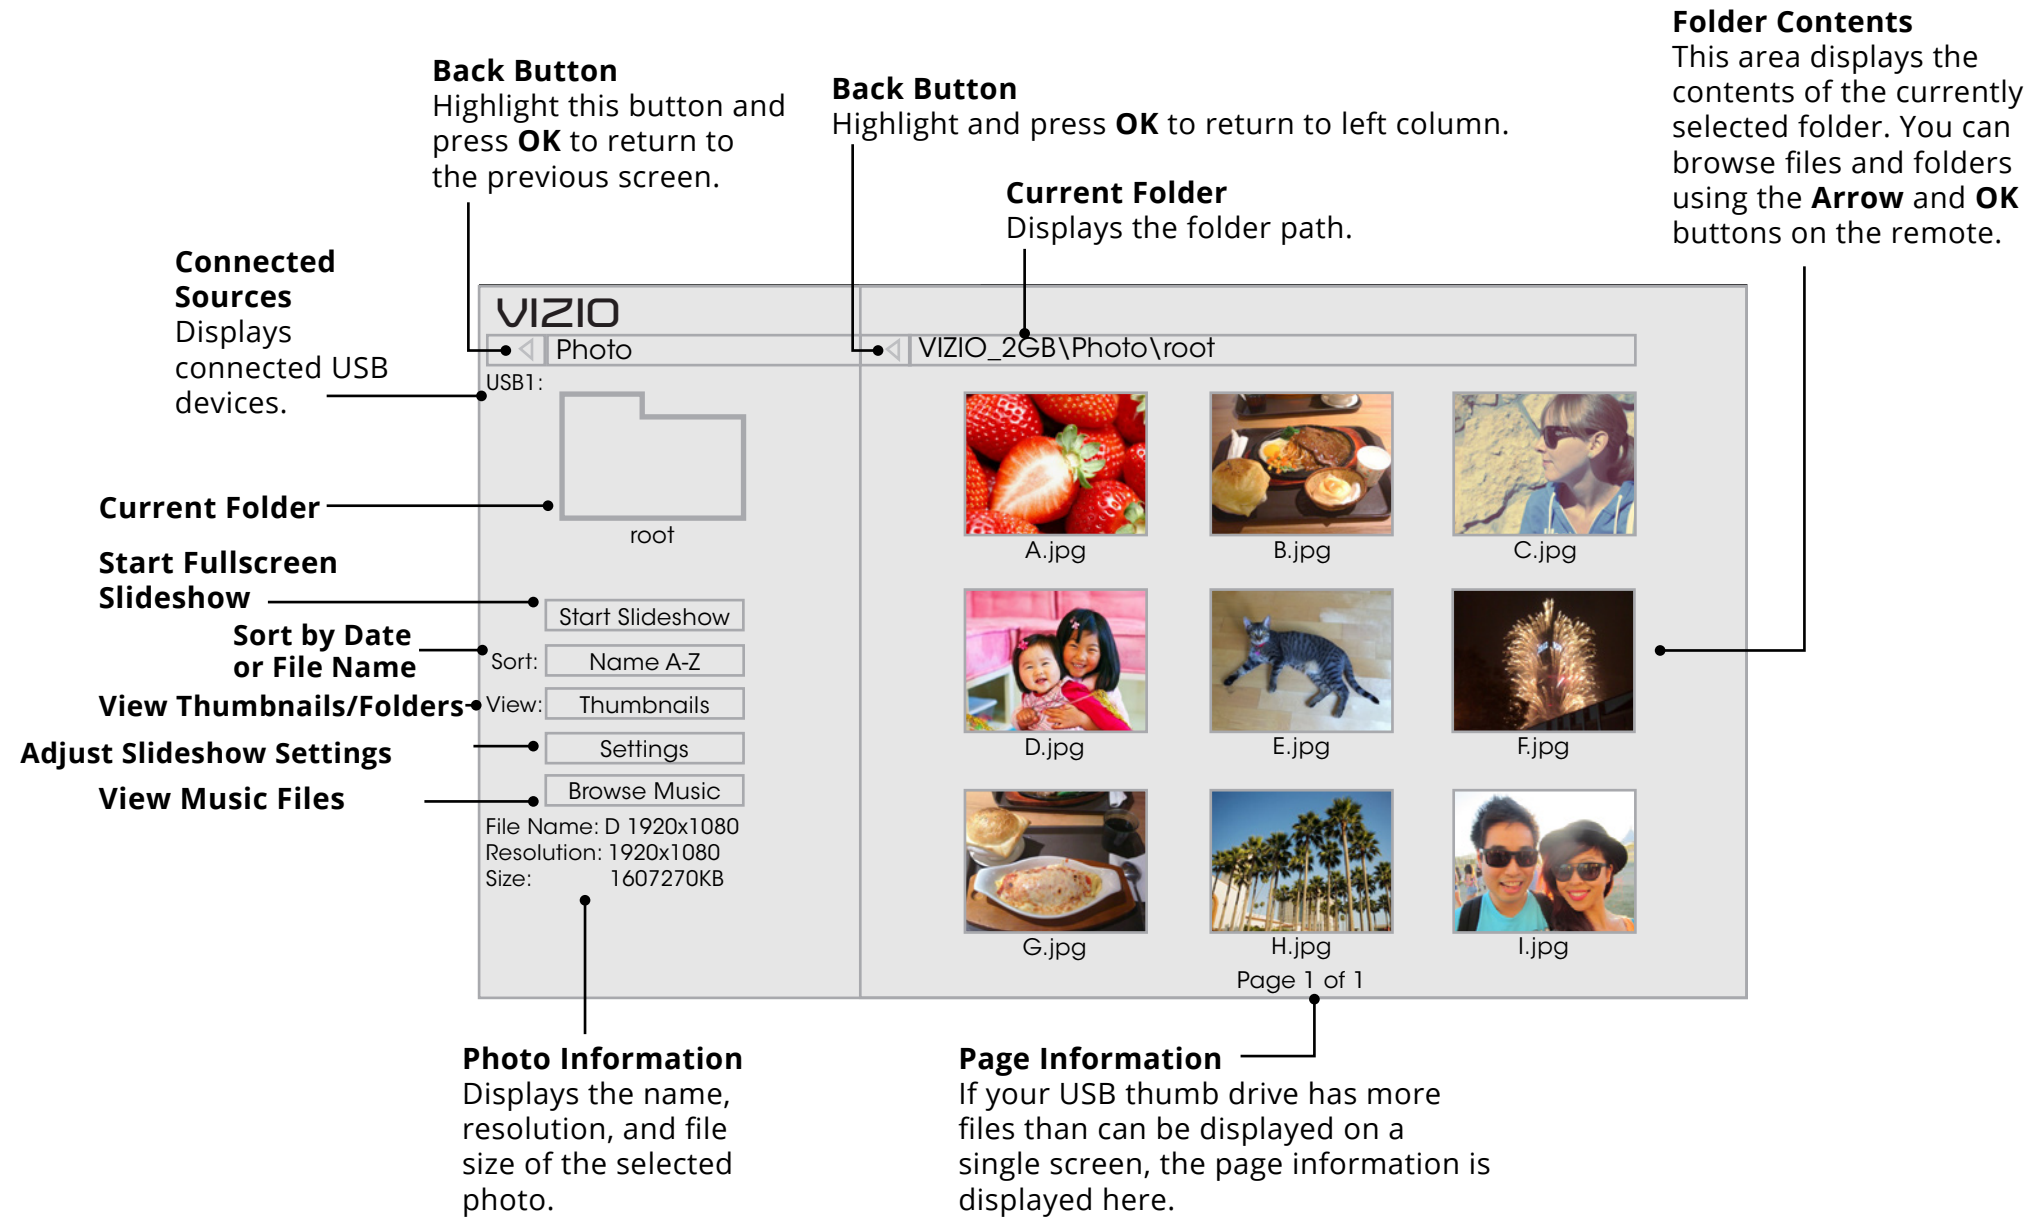 Folder Contents
This area displays the
contents of the currently
selected folder. You can
browse files and folders
using the Arrow and OK
buttons on the remote.
Back Button
Highlight this button and
press OK to return to
the previous screen.
Back Button
Highlight and press OK to return to left column.
Current Folder
Displays the folder path.
Connected
Sources
Displays
connected USB
devices.
Current Folder
Start Fullscreen
Slideshow
Sort by Date
or File Name
View Thumbnails/Folders
Adjust Slideshow Settings
View Music Files
VIZIO
Photo
USB1:
root
Start Slideshow
Sort: Name A-Z
View: Thumbnails
Settings
Browse Music
File Name: D 1920x1080
Resolution: 1920x1080
Size: 1607270KB
VIZIO_2GB\Photo\root
A.jpg
B.jpg
C.jpg
D.jpg
E.jpg
F.jpg
G.jpg
H.jpg
I.jpg
Page 1 of 1
Photo Information
Displays the name,
resolution, and file
size of the selected
photo.
Page Information
If your USB thumb drive has more
files than can be displayed on a
single screen, the page information is
displayed here.